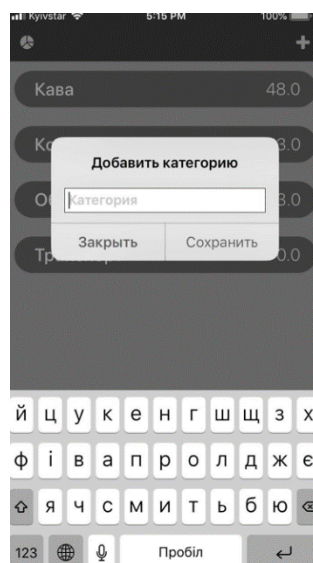 Kyivstar 5:15 PM 100%
Кава 48.0
Добавить категорию
Категория
Закрыть Сохранить
й ц у к е н г ш щ з х
ф і в а п р о л д ж є
я ч с м и т ь б ю
123 Пробіл